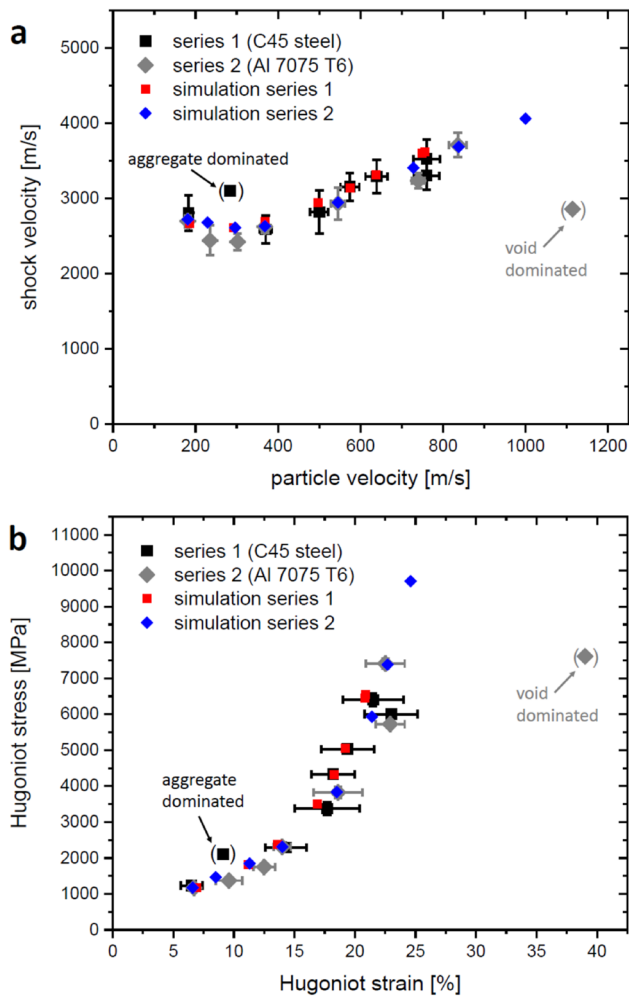 a
5000
4000
3000
2000
1000
0
shock velocity [m/s]
series 1 (C45 steel)
series 2 (Al 7075 T6)
simulation series 1
simulation series 2
aggregate dominated
( )
( )
void
dominated
0 200 400 600 800 1000 1200
particle velocity [m/s]
b
11000
10000
9000
8000
7000
6000
5000
4000
3000
2000
1000
0
Hugoniot stress [MPa]
series 1 (C45 steel)
series 2 (Al 7075 T6)
simulation series 1
simulation series 2
( )
void
dominated
aggregate
dominated
( )
0 5 10 15 20 25 30 35 40
Hugoniot strain [%]